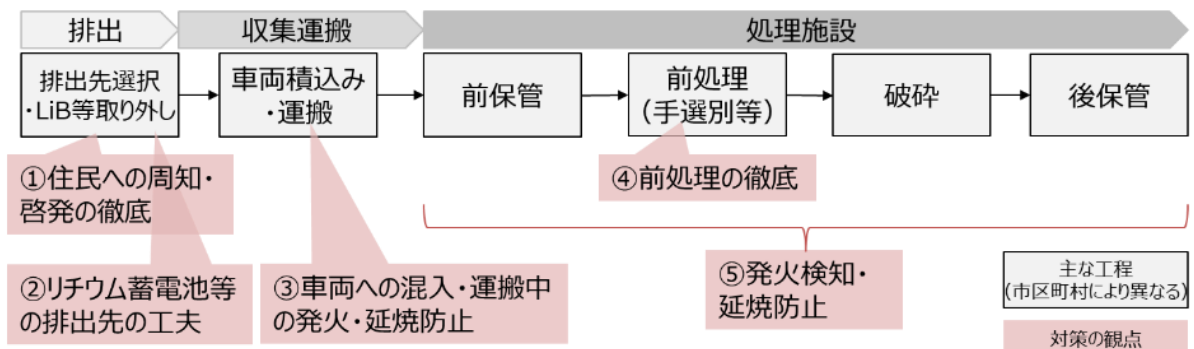 排出
収集運搬
処理施設
排出先選択
・LiB等取り外し
車両積込み
・運搬
前保管
前処理
（手選別等）
破砕
後保管
①住民への周知・
啓発の徹底
④前処理の徹底
②リチウム蓄電池等
の排出先の工夫
③車両への混入・運搬中
の発火・延焼防止
⑤発火検知・
延焼防止
主な工程
(市区町村により異なる)
対策の観点